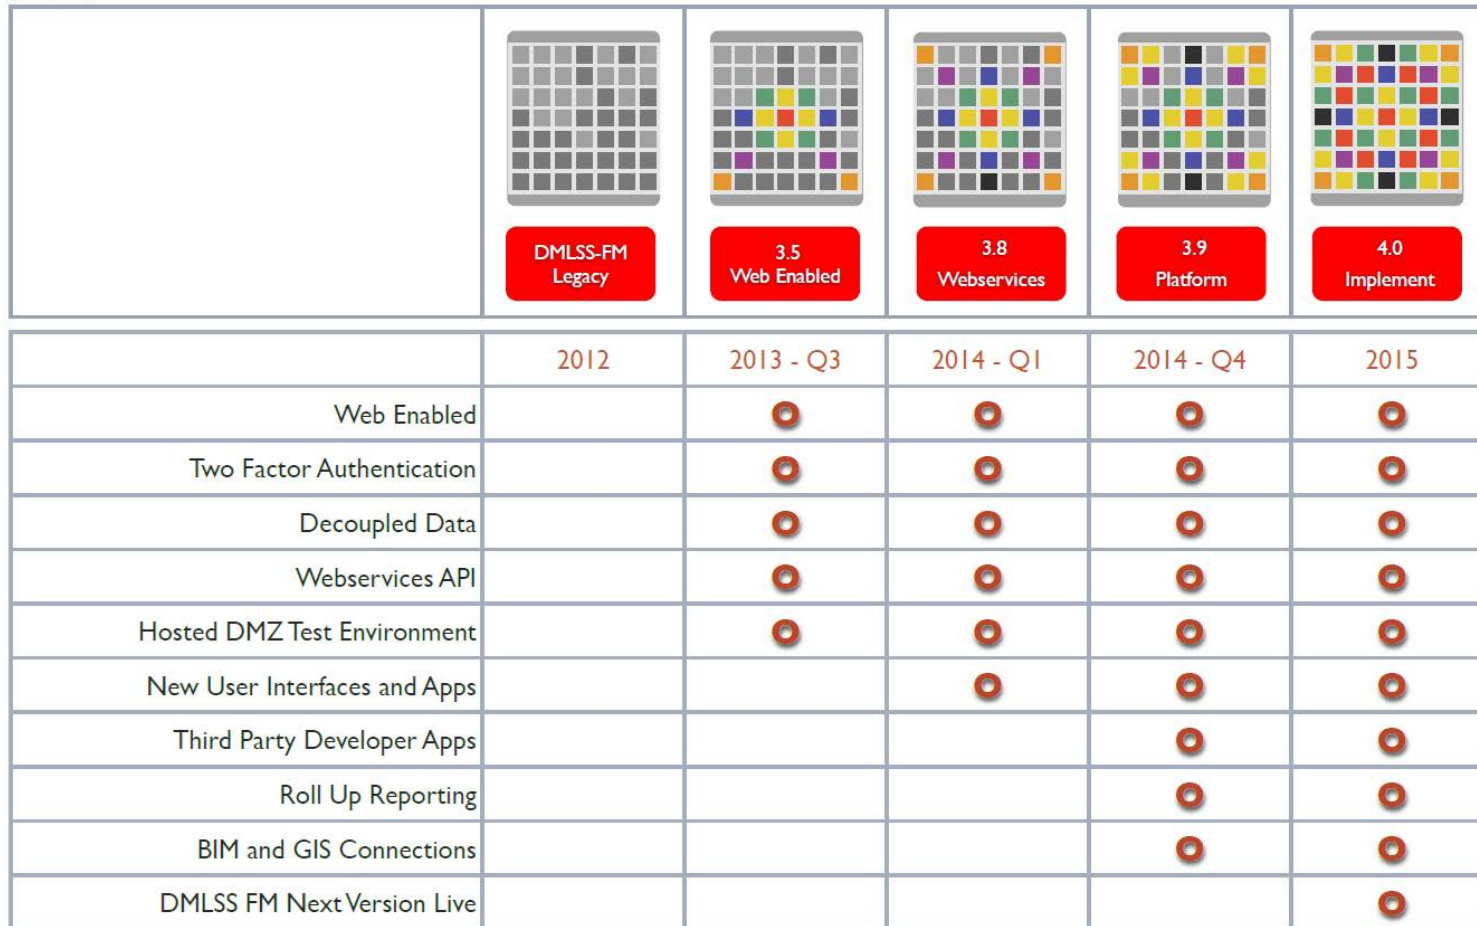 DMLSS-FM
Legacy
3.5
Web Enabled
3.8
Webservices
3.9
Platform
4.0
Implement
2012
2013 - Q3
2014 - Q1
2014 - Q4
2015
Web Enabled
Two Factor Authentication
Decoupled Data
Webservices API
Hosted DMZ Test Environment
New User Interfaces and Apps
Third Party Developer Apps
Roll Up Reporting
BIM and GIS Connections
DMLSS FM Next Version Live